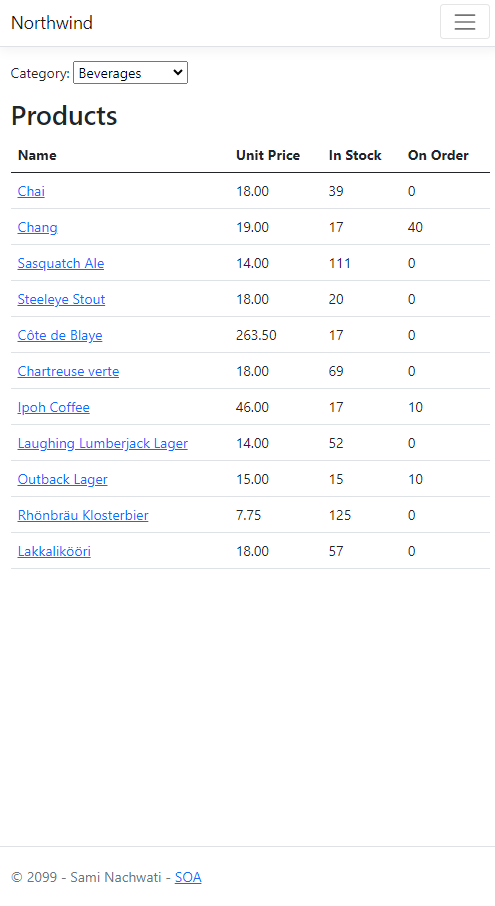 Northwind
Category: Beverages
Products
Name Unit Price In Stock On Order
Chai 18.00 39 0
Chang 19.00 17 40
Sasquatch Ale 14.00 111 0
Steeleye Stout 18.00 20 0
Côte de Blaye 263.50 17 0
Chartreuse verte 18.00 69 0
Ipoh Coffee 46.00 17 10
Laughing Lumberjack Lager 14.00 52 0
Outback Lager 15.00 15 10
Rhönbräu Klosterbier 7.75 125 0
Lakkalikööri 18.00 57 0
© 2099 - Sami Nachwati - SOA